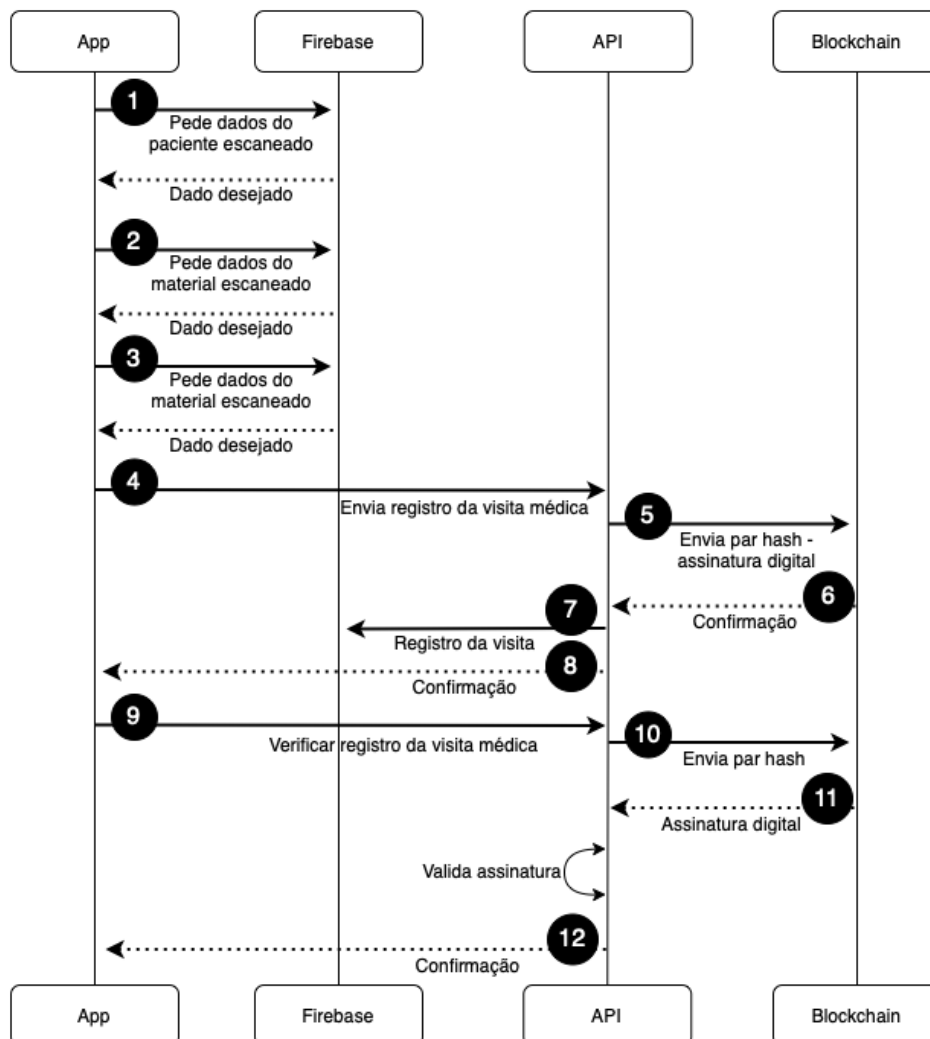 App
Firebase
API
Blockchain
1
Pede dados do
paciente escaneado
Dado desejado
2
Pede dados do
material escaneado
Dado desejado
3
Pede dados do
material escaneado
Dado desejado
4
Envia registro da visita médica
5
Envia par hash -
assinatura digital
6
Confirmação
7
Registro da visita
8
Confirmação
9
Verificar registro da visita médica
10
Envia par hash
11
Assinatura digital
Valida assinatura
12
Confirmação
App
Firebase
API
Blockchain